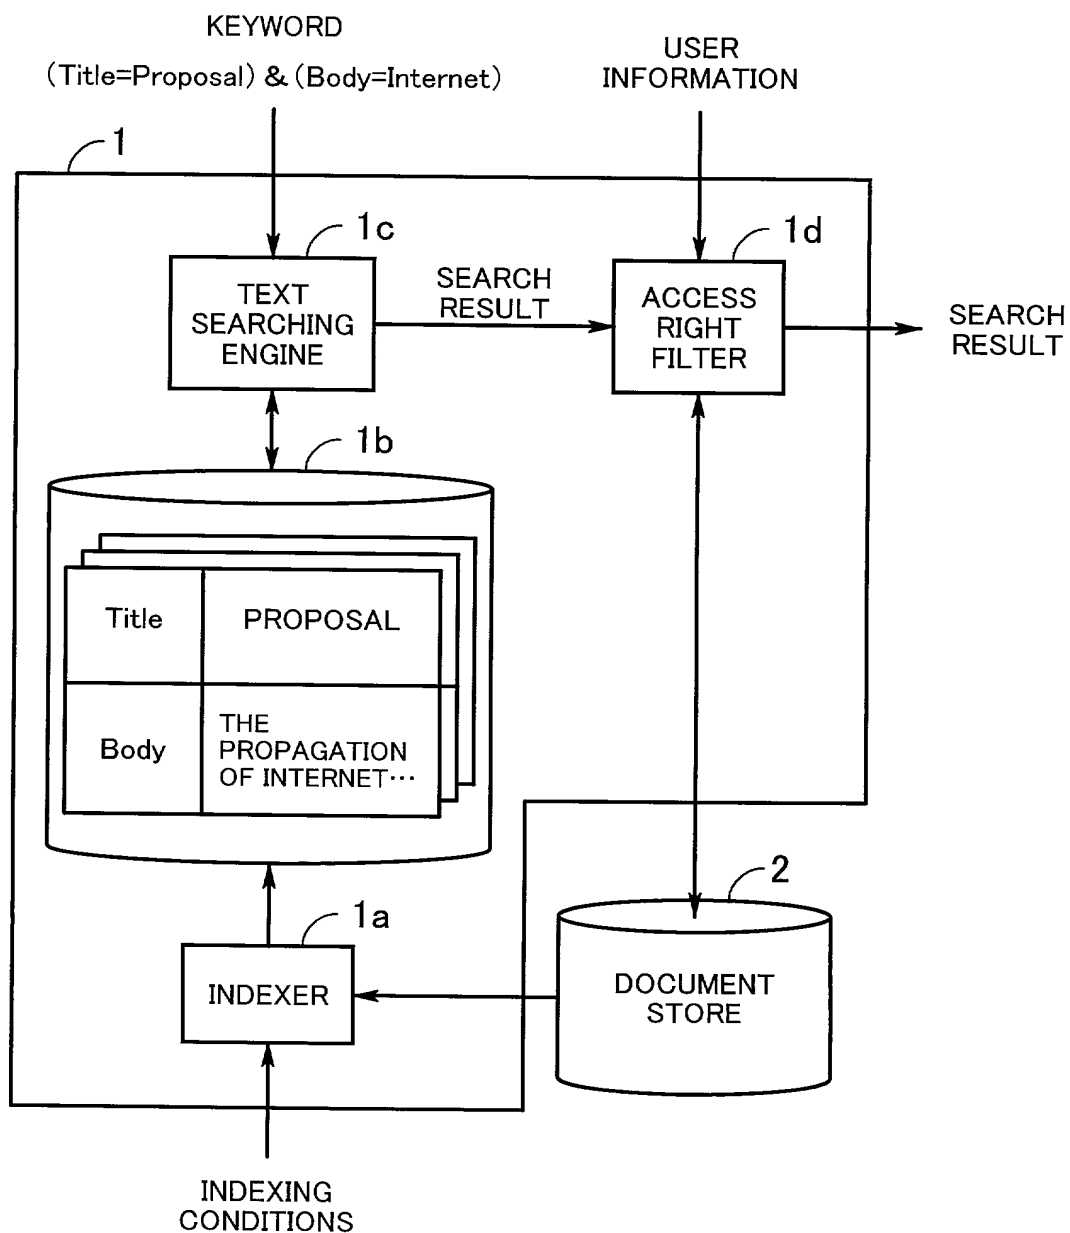 KEYWORD
(Title=Proposal) & (Body=Internet)
USER
INFORMATION
1
1c
1d
TEXT
SEARCHING
ENGINE
SEARCH
RESULT
ACCESS
RIGHT
FILTER
SEARCH
RESULT
1b
Title
PROPOSAL
Body
THE
PROPAGATION
OF INTERNET…
2
1a
INDEXER
DOCUMENT
STORE
INDEXING
CONDITIONS